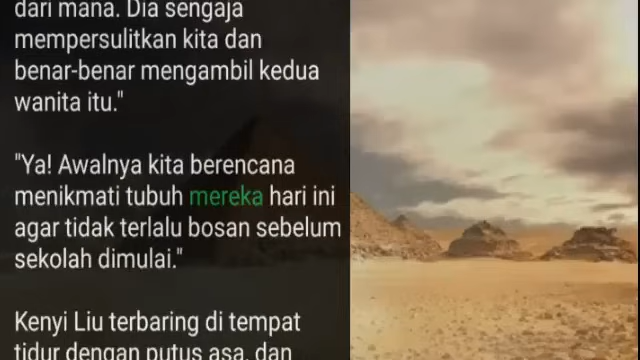 dari mana. Dia sengaja
mempersulitkan kita dan
benar-benar mengambil kedua
wanita itu."
"Ya! Awalnya kita berencana
menikmati tubuh mereka hari ini
agar tidak terlalu bosan sebelum
sekolah dimulai."
Kenyi Liu terbaring di tempat
tidur dengan putus asa, dan